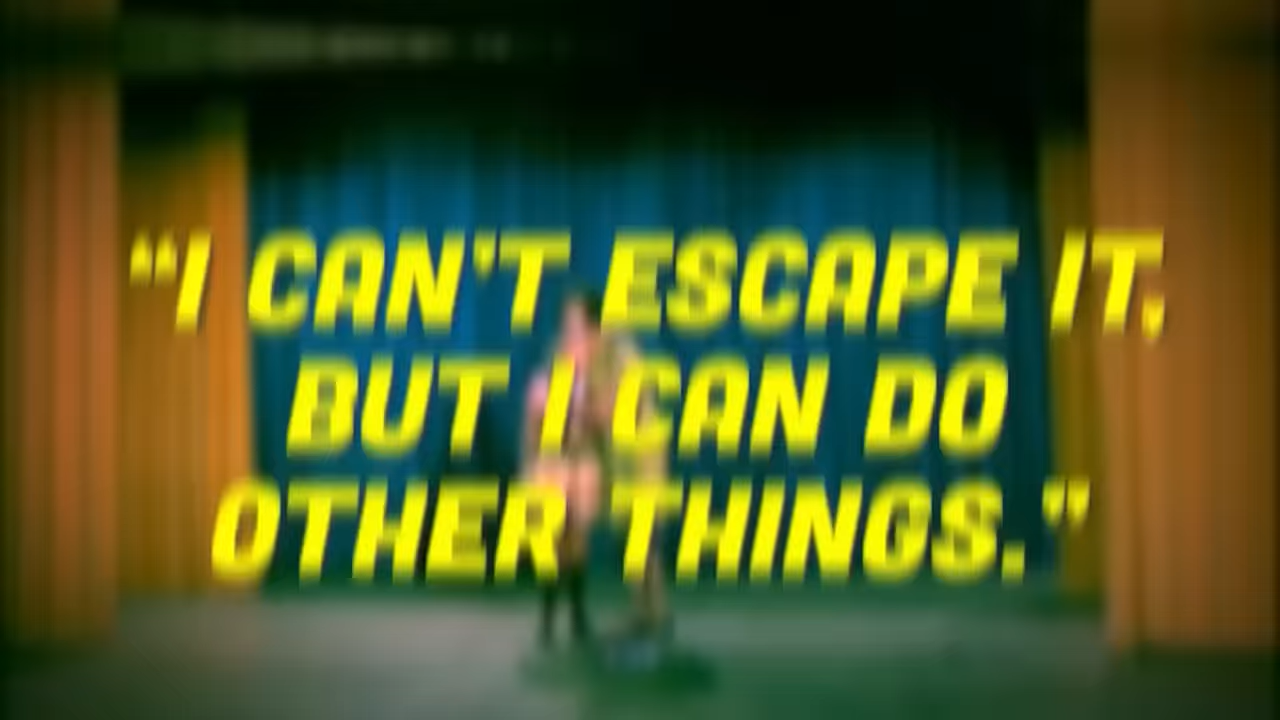 “I CAN'T ESCAPE IT,
BUT I CAN DO
OTHER THINGS.”